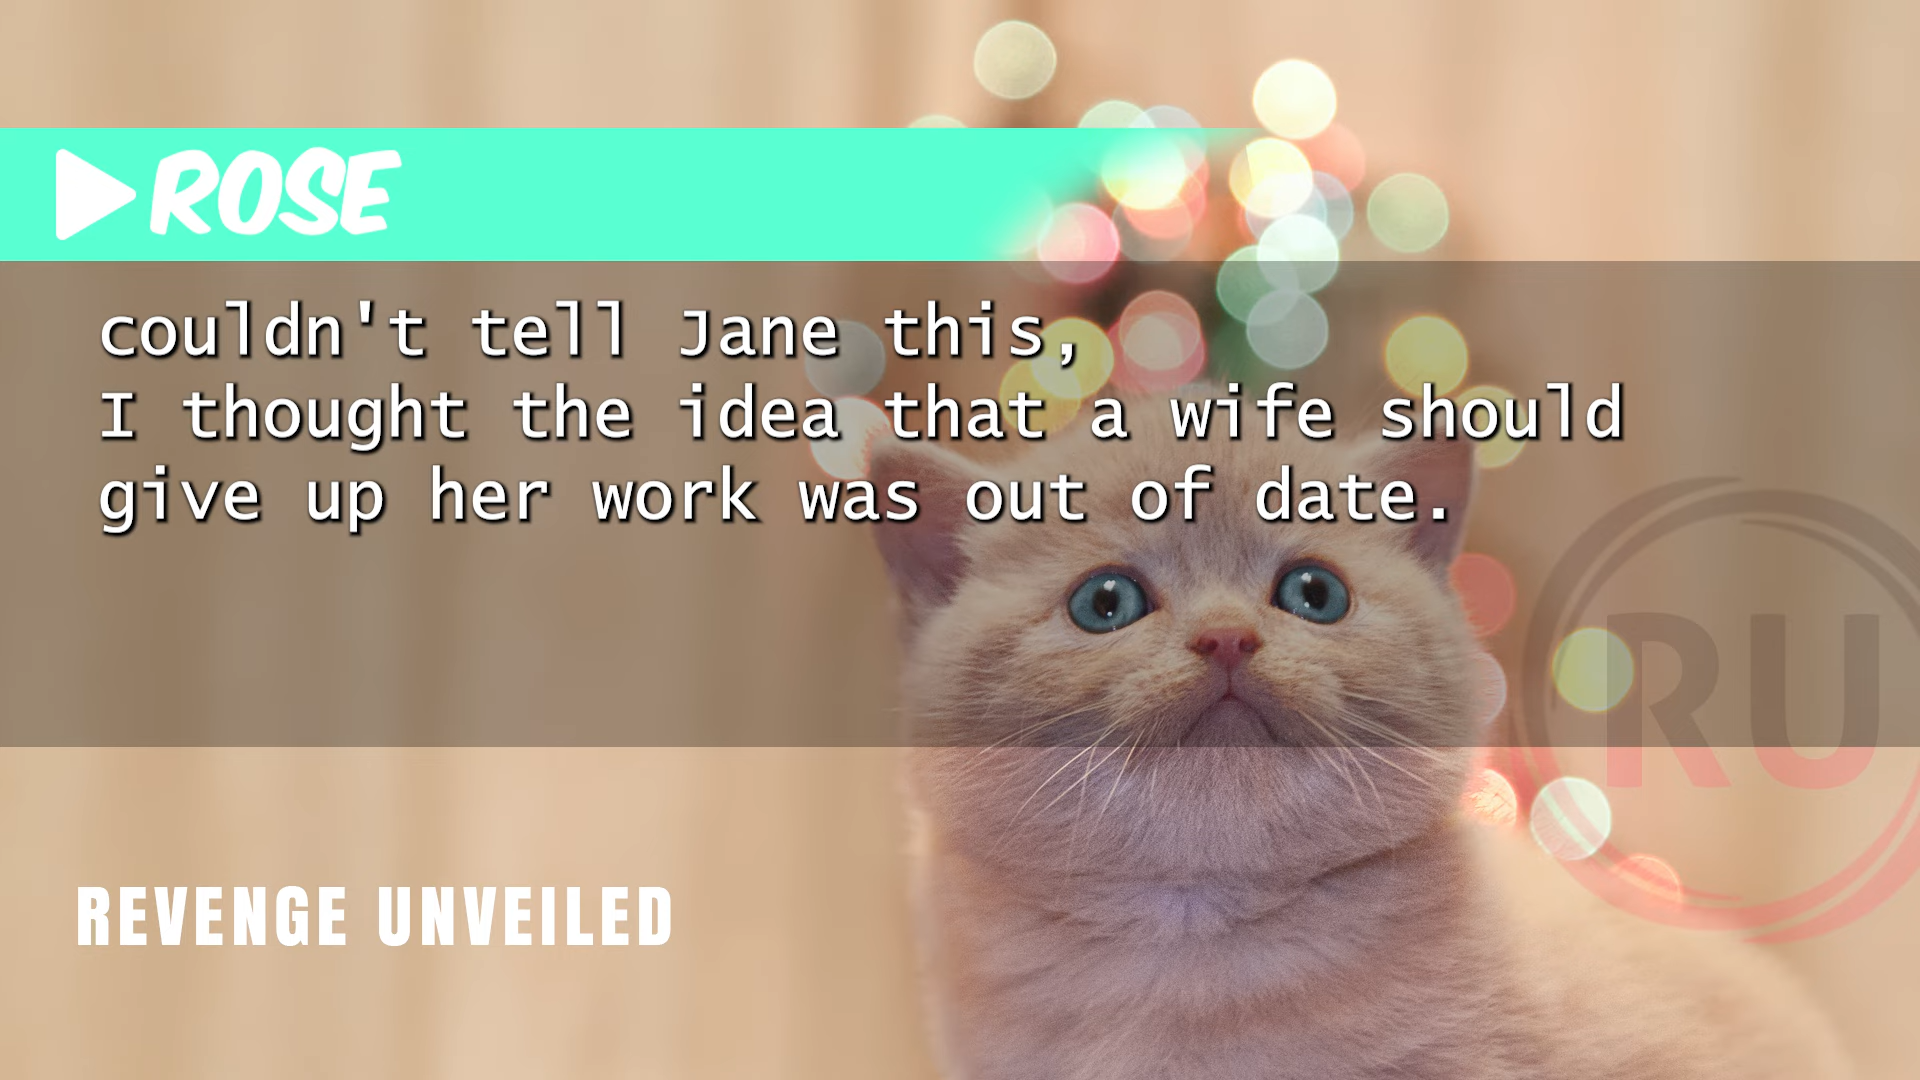 ROSE
couldn't tell Jane this,
I thought the idea that a wife should
give up her work was out of date.
RU
REVENGE UNVEILED